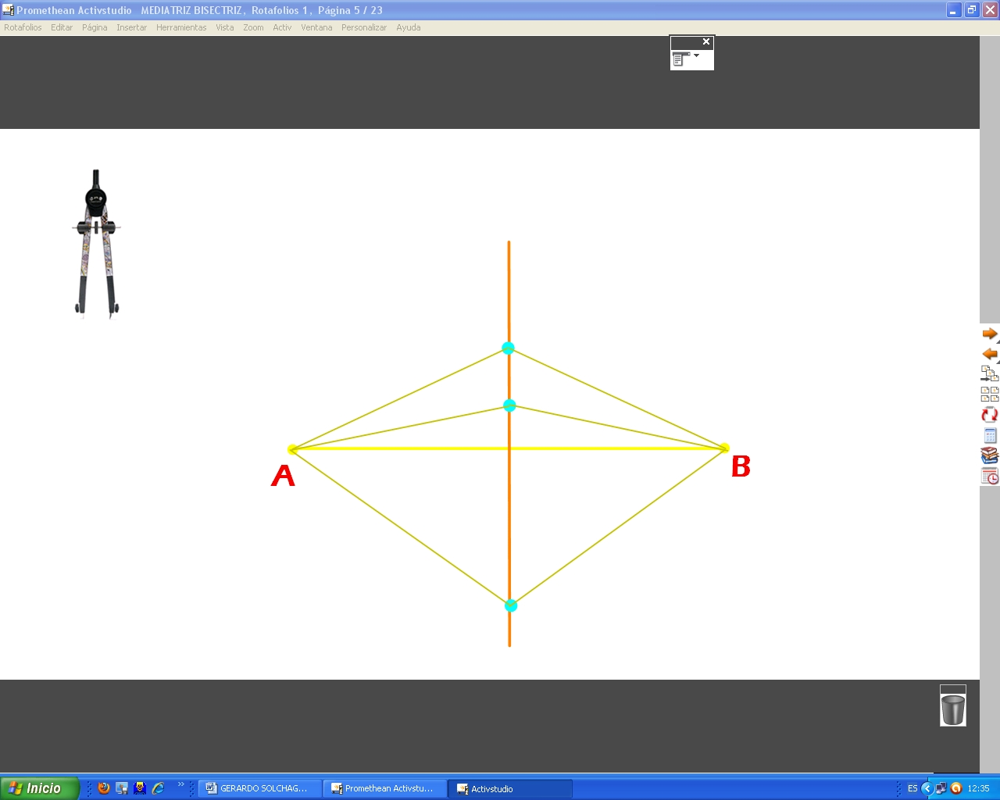 Promethean Activstudio   MEDIATRIZ BISECTRIZ,  Rotafolios 1,  Página 5 / 23
Rotafolios Editar Página Insertar Herramientas Vista Zoom Activ Ventana Personalizar Ayuda
A
B
Inicio GERARDO SOLCHAG... Promethean Activstu... Activstudio ES 12:35